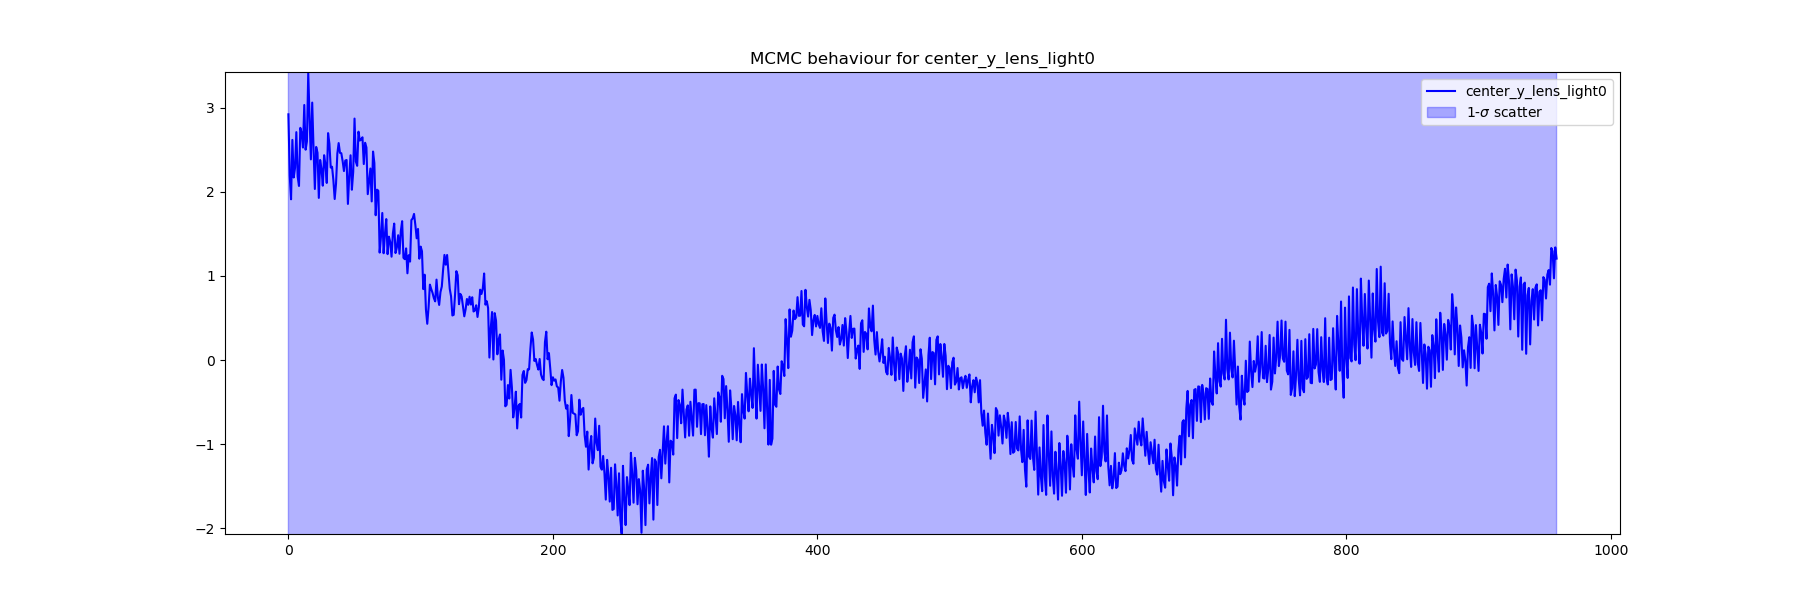 MCMC behaviour for center_y_lens_light0
center_y_lens_light0
1-σ scatter
3
2
1
0
−1
−2
0 200 400 600 800 1000